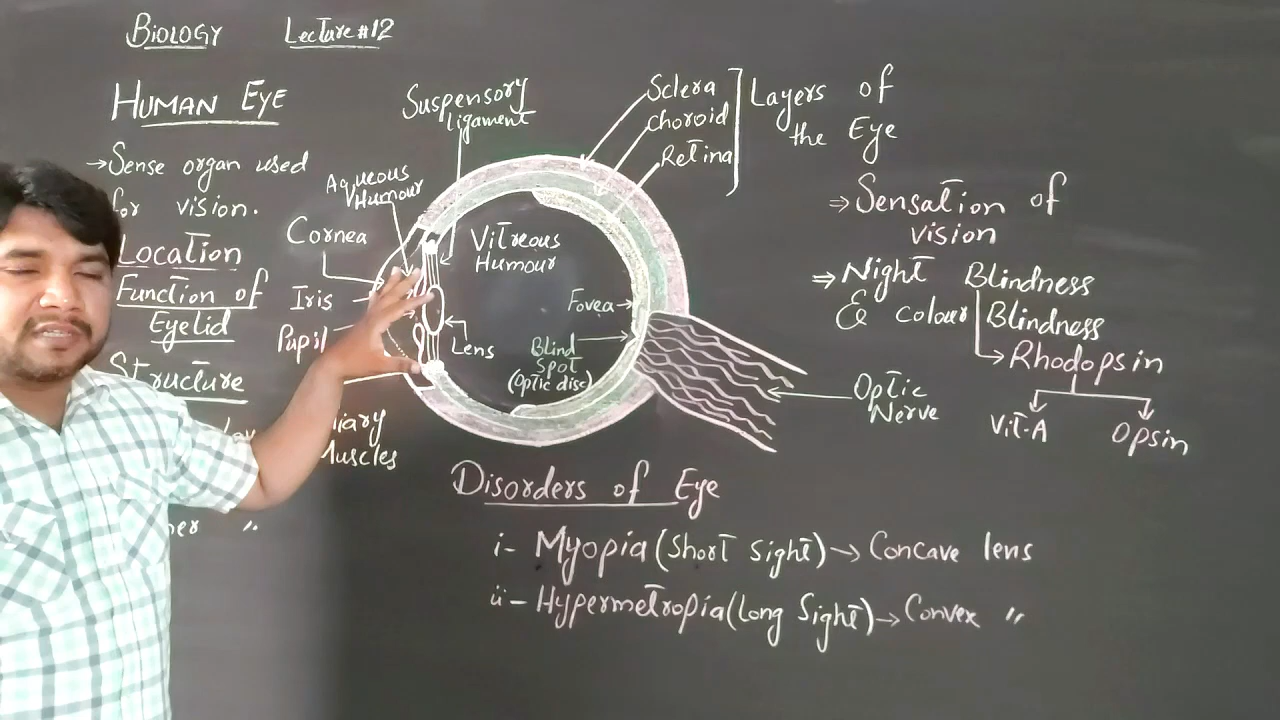 Biology Lecture #12
Human Eye
→ Sense organ used
for vision.
Location
Function of
Eyelid
Structure
Suspensory
ligament
Aqueous
Humour
Cornea
Iris
Pupil
Muscles
Vitreous
Humour
Lens
Fovea →
Blind
Spot
(Optic disc)
Sclera
Choroid
Retina
Layers of
the Eye
Optic
Nerve
⇒ Sensation of
vision
⇒ Night Blindness
& colour Blindness
→ Rhodopsin
Vit-A Opsin
Disorders of Eye
i- Myopia (Short Sight) → Concave lens
ii- Hypermetropia (Long Sight) → Convex "